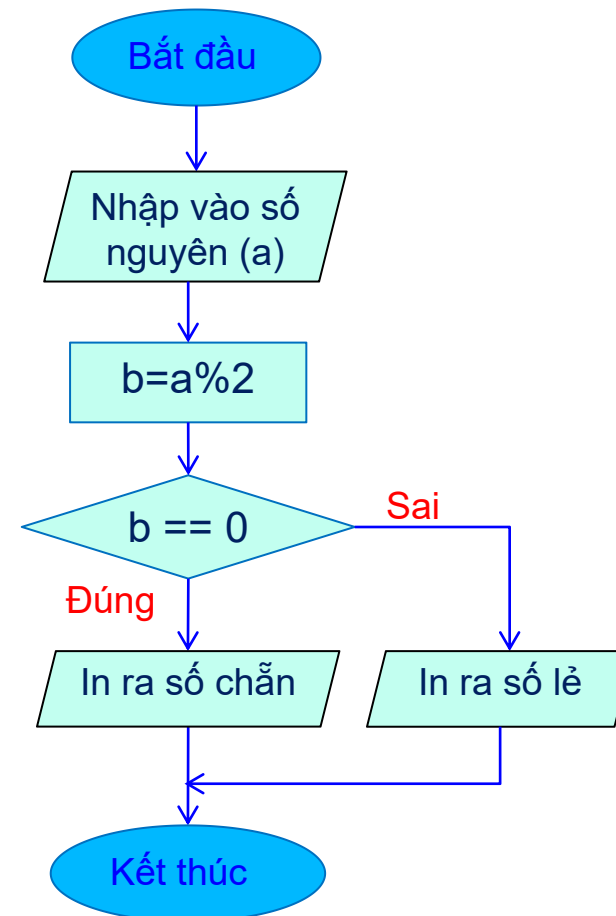 Bắt đầu
Nhập vào số
nguyên (a)
b=a%2
b == 0
Sai
Đúng
In ra số chẵn
In ra số lẻ
Kết thúc